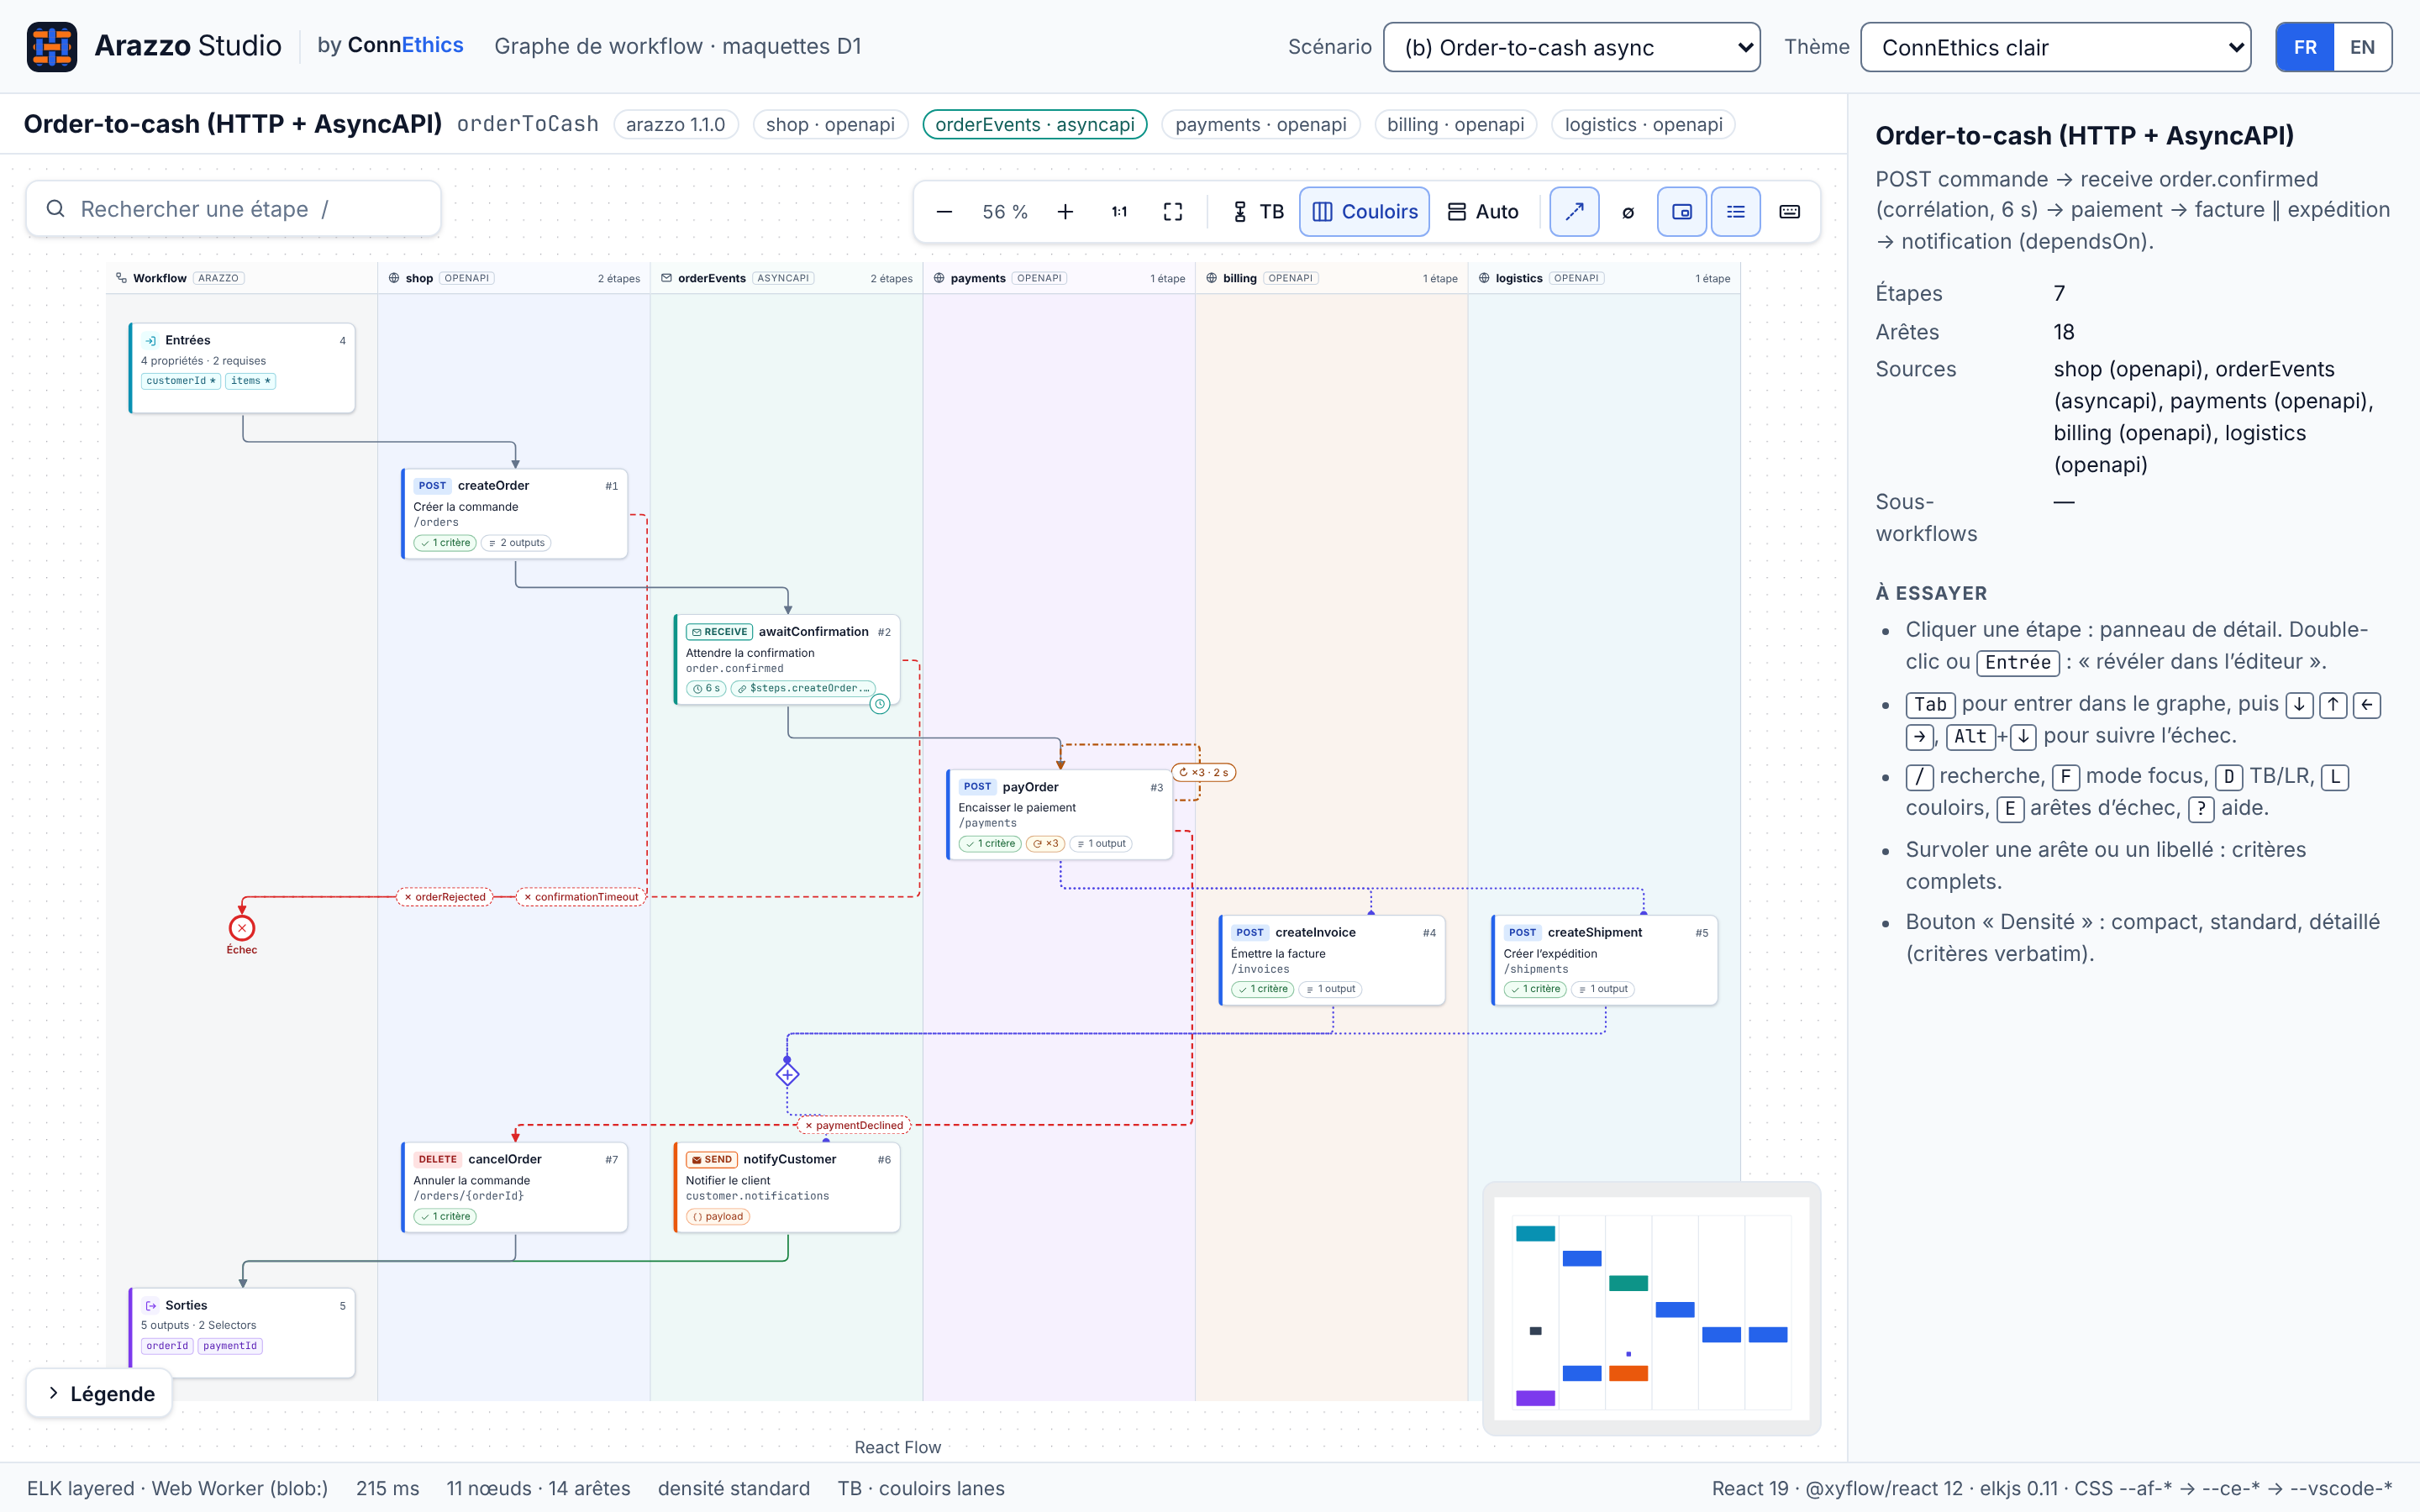 Arazzo Studio
by ConnEthics
Graphe de workflow · maquettes D1
Scénario
(b) Order-to-cash async
Thème
ConnEthics clair
FR
EN
Order-to-cash (HTTP + AsyncAPI)
orderToCash
arazzo 1.1.0
shop · openapi
orderEvents · asyncapi
payments · openapi
billing · openapi
logistics · openapi
Rechercher une étape /
56 %
1:1
TB
Couloirs
Auto
Workflow ARAZZO
shop OPENAPI 2 étapes
orderEvents ASYNCAPI 2 étapes
payments OPENAPI 1 étape
billing OPENAPI 1 étape
logistics OPENAPI 1 étape
Entrées 4
4 propriétés · 2 requises
customerId * items *
POST createOrder #1
Créer la commande
/orders
1 critère 2 outputs
RECEIVE awaitConfirmation #2
Attendre la confirmation
order.confirmed
6 s $steps.createOrder.…
×3 · 2 s
POST payOrder #3
Encaisser le paiement
/payments
1 critère ×3 1 output
× orderRejected
× confirmationTimeout
Échec
POST createInvoice #4
Émettre la facture
/invoices
1 critère 1 output
POST createShipment #5
Créer l’expédition
/shipments
1 critère 1 output
× paymentDeclined
DELETE cancelOrder #7
Annuler la commande
/orders/{orderId}
1 critère
SEND notifyCustomer #6
Notifier le client
customer.notifications
{} payload
Sorties 5
5 outputs · 2 Selectors
orderId paymentId
Légende
React Flow
Order-to-cash (HTTP + AsyncAPI)
POST commande → receive order.confirmed
(corrélation, 6 s) → paiement → facture ∥ expédition
→ notification (dependsOn).
Étapes 7
Arêtes 18
Sources shop (openapi), orderEvents
(asyncapi), payments (openapi),
billing (openapi), logistics
(openapi)
Sous- —
workflows
À ESSAYER
• Cliquer une étape : panneau de détail. Double-
clic ou Entrée : « révéler dans l’éditeur ».
• Tab pour entrer dans le graphe, puis ↓ ↑ ←
→, Alt+↓ pour suivre l’échec.
• / recherche, F mode focus, D TB/LR, L
couloirs, E arêtes d’échec, ? aide.
• Survoler une arête ou un libellé : critères
complets.
• Bouton « Densité » : compact, standard, détaillé
(critères verbatim).
ELK layered · Web Worker (blob:)
215 ms
11 nœuds · 14 arêtes
densité standard
TB · couloirs lanes
React 19 · @xyflow/react 12 · elkjs 0.11 · CSS --af-* → --ce-* → --vscode-*